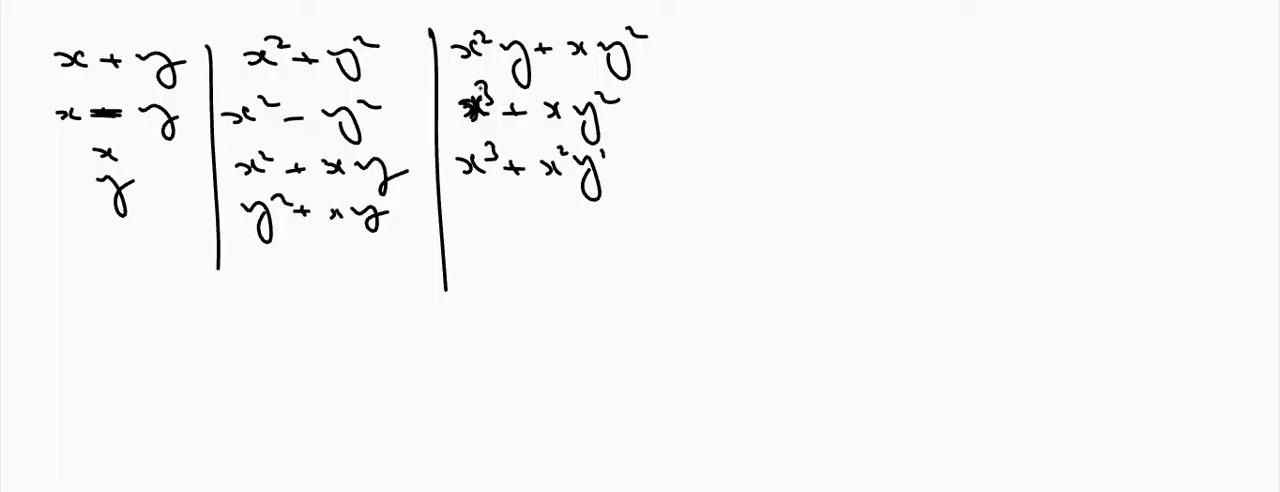 x + y
x - y
x
y
x² + y²
x² - y²
x² + xy
y² + xy
x²y + xy²
x³ + xy²
x³ + x²y'